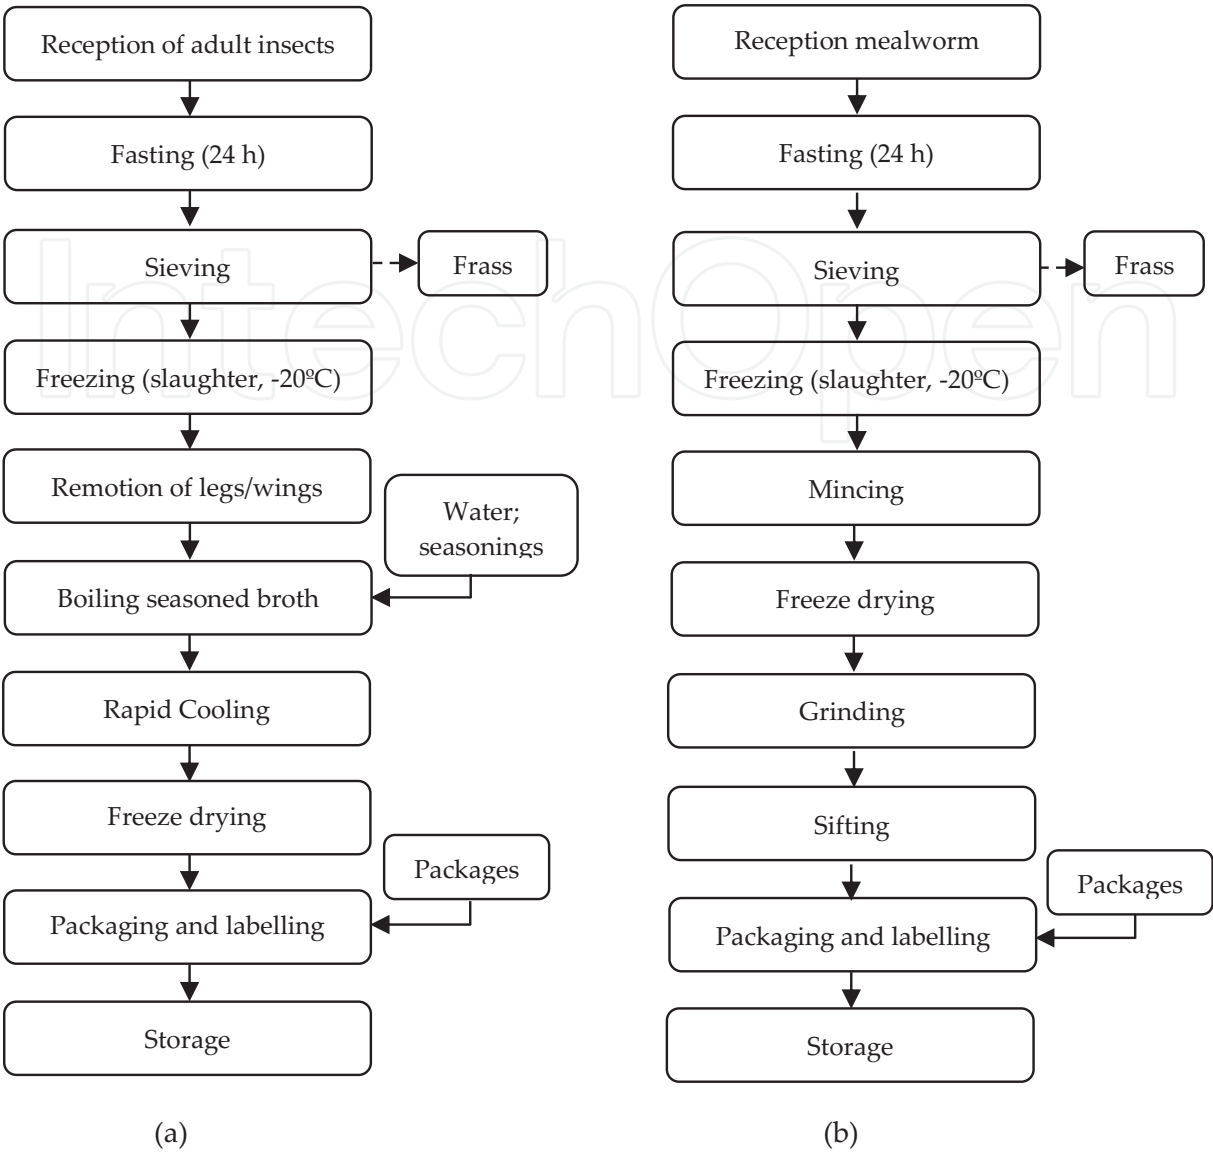 Reception of adult insects
Fasting (24 h)
Sieving
Frass
Freezing (slaughter, -20ºC)
Remotion of legs/wings
Water;
seasonings
Boiling seasoned broth
Rapid Cooling
Freeze drying
Packages
Packaging and labelling
Storage
(a)
Reception mealworm
Fasting (24 h)
Sieving
Frass
Freezing (slaughter, -20ºC)
Mincing
Freeze drying
Grinding
Sifting
Packages
Packaging and labelling
Storage
(b)
IntechOpen